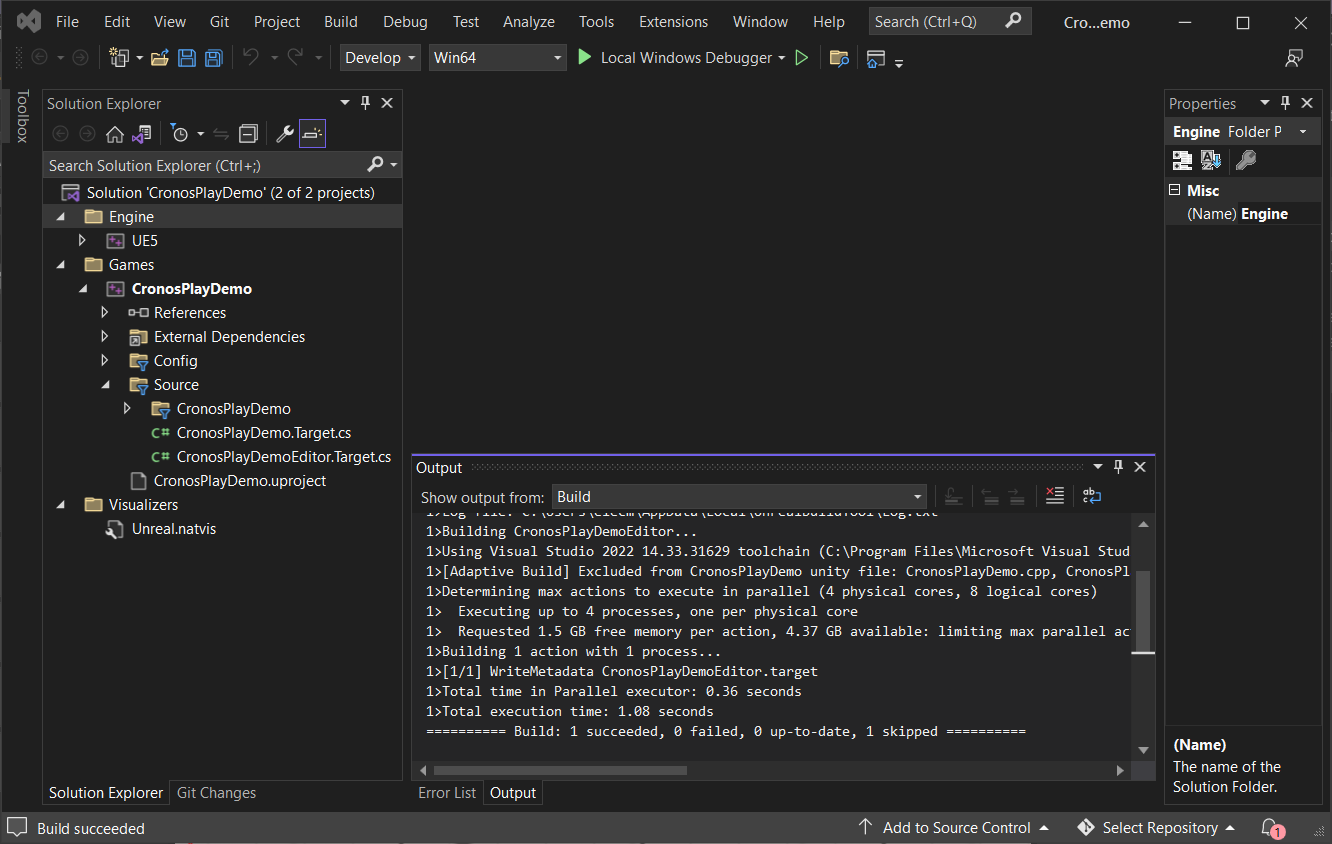 File Edit View Git Project Build Debug Test Analyze Tools Extensions Window Help Search (Ctrl+Q) Cro...emo
Develop Win64 Local Windows Debugger
Toolbox
Solution Explorer
Search Solution Explorer (Ctrl+;)
Solution 'CronosPlayDemo' (2 of 2 projects)
Engine
UE5
Games
CronosPlayDemo
References
External Dependencies
Config
Source
CronosPlayDemo
CronosPlayDemo.Target.cs
CronosPlayDemoEditor.Target.cs
CronosPlayDemo.uproject
Visualizers
Unreal.natvis
Solution Explorer Git Changes
Output
Show output from: Build
1>Building CronosPlayDemoEditor...
1>Using Visual Studio 2022 14.33.31629 toolchain (C:\Program Files\Microsoft Visual Stud
1>[Adaptive Build] Excluded from CronosPlayDemo unity file: CronosPlayDemo.cpp, CronosPl
1>Determining max actions to execute in parallel (4 physical cores, 8 logical cores)
1>  Executing up to 4 processes, one per physical core
1>  Requested 1.5 GB free memory per action, 4.37 GB available: limiting max parallel ac
1>Building 1 action with 1 process...
1>[1/1] WriteMetadata CronosPlayDemoEditor.target
1>Total time in Parallel executor: 0.36 seconds
1>Total execution time: 1.08 seconds
========== Build: 1 succeeded, 0 failed, 0 up-to-date, 1 skipped ==========
Error List Output
Properties
Engine Folder P
Misc
(Name) Engine
(Name)
The name of the
Solution Folder.
Build succeeded Add to Source Control Select Repository 1